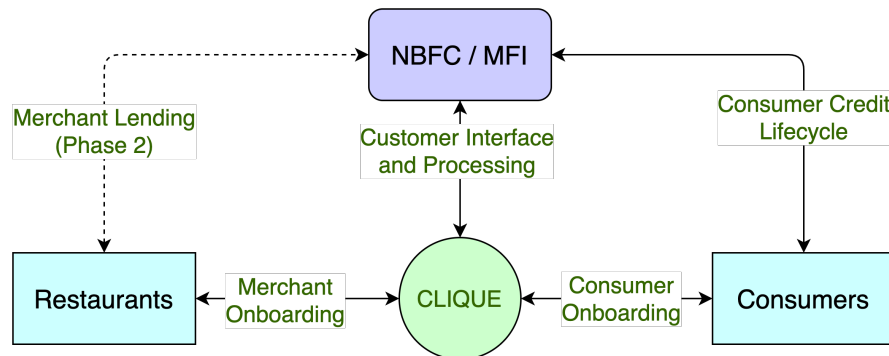 NBFC / MFI
Merchant Lending
(Phase 2)
Customer Interface
and Processing
Consumer Credit
Lifecycle
Restaurants
Merchant
Onboarding
CLIQUE
Consumer
Onboarding
Consumers